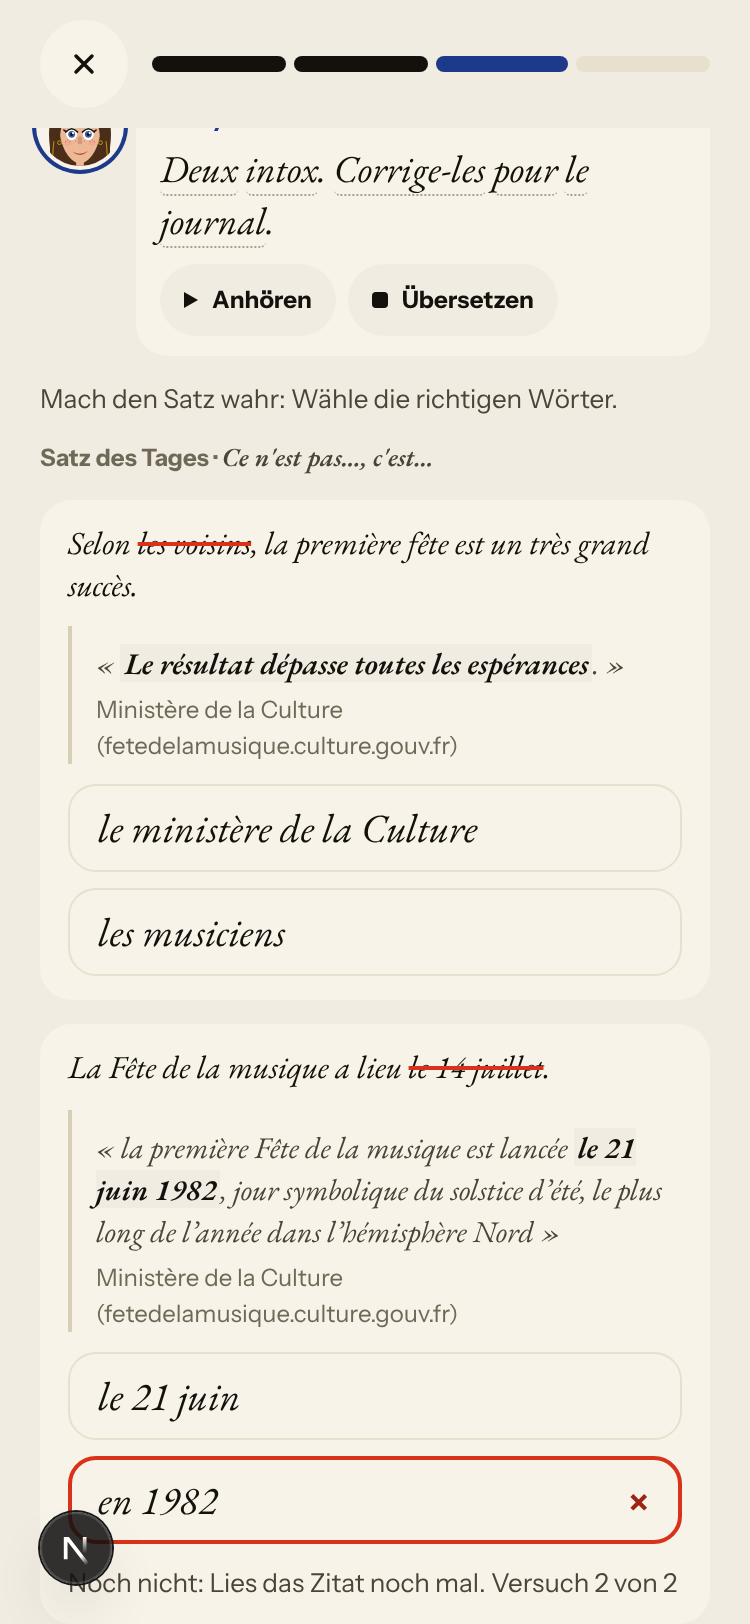 Deux intox. Corrige-les pour le
journal.
Anhören
Übersetzen
Mach den Satz wahr: Wähle die richtigen Wörter.
Satz des Tages · Ce n'est pas…, c'est…
Selon les voisins, la première fête est un très grand
succès.
« Le résultat dépasse toutes les espérances. »
Ministère de la Culture
(fetedelamusique.culture.gouv.fr)
le ministère de la Culture
les musiciens
La Fête de la musique a lieu le 14 juillet.
« la première Fête de la musique est lancée le 21
juin 1982, jour symbolique du solstice d’été, le plus
long de l’année dans l’hémisphère Nord »
Ministère de la Culture
(fetedelamusique.culture.gouv.fr)
le 21 juin
en 1982
N
Noch nicht: Lies das Zitat noch mal. Versuch 2 von 2